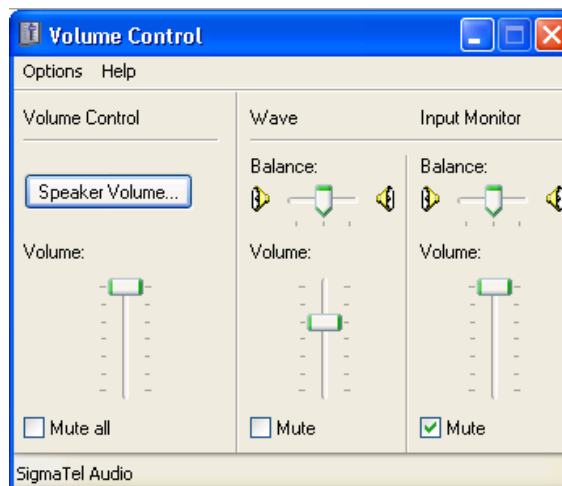 Volume Control
Options Help
Volume Control Wave Input Monitor
Balance: Balance:
Speaker Volume...
Volume: Volume: Volume:
Mute all Mute Mute
SigmaTel Audio